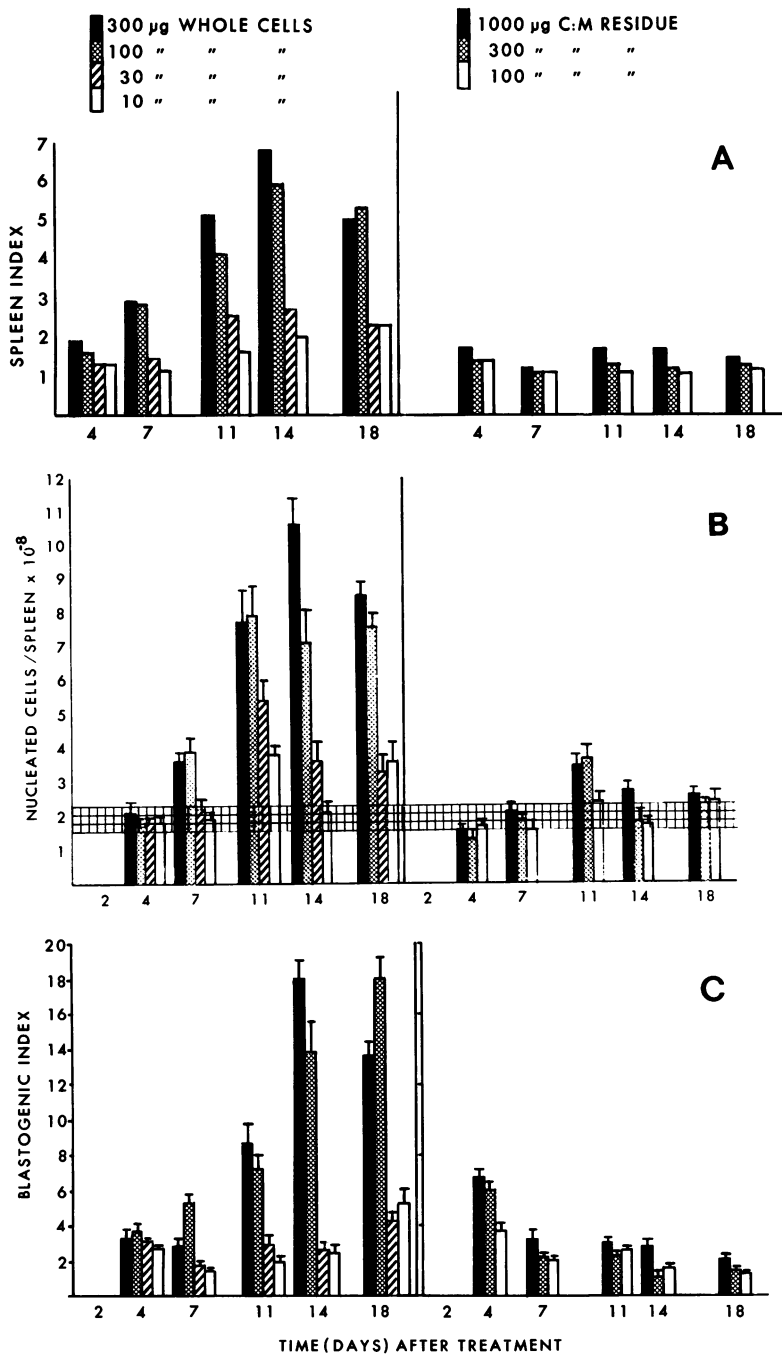 300 µg WHOLE CELLS
100 " " "
30 " " "
10 " " "
1000 µg C:M RESIDUE
300 " " "
100 " " "
A
SPLEEN INDEX
7
6
5
4
3
2
1
4 7 11 14 18 4 7 11 14 18
B
NUCLEATED CELLS/SPLEEN x 10-8
12
11
10
9
8
7
6
5
4
3
2
1
2 4 7 11 14 18 2 4 7 11 14 18
C
BLASTOGENIC INDEX
20
18
16
14
12
10
8
6
4
2
2 4 7 11 14 18 2 4 7 11 14 18
TIME(DAYS) AFTER TREATMENT